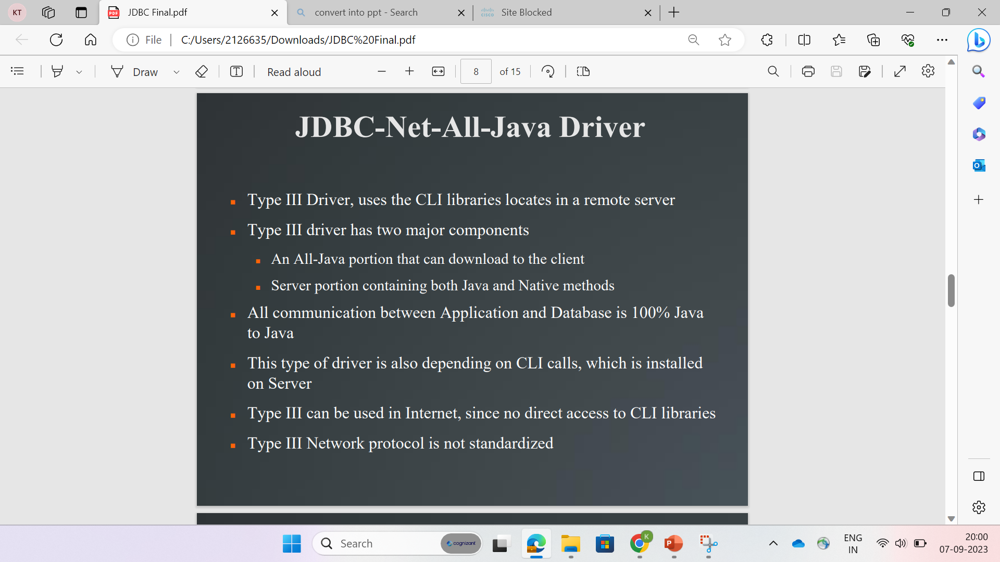 KT
JDBC Final.pdf
convert into ppt - Search
Site Blocked
File
C:/Users/2126635/Downloads/JDBC%20Final.pdf
Draw
Read aloud
8
of 15
JDBC-Net-All-Java Driver
Type III Driver, uses the CLI libraries locates in a remote server
Type III driver has two major components
An All-Java portion that can download to the client
Server portion containing both Java and Native methods
All communication between Application and Database is 100% Java
to Java
This type of driver is also depending on CLI calls, which is installed
on Server
Type III can be used in Internet, since no direct access to CLI libraries
Type III Network protocol is not standardized
Search
cognizant
K
P
ENG
IN
20:00
07-09-2023